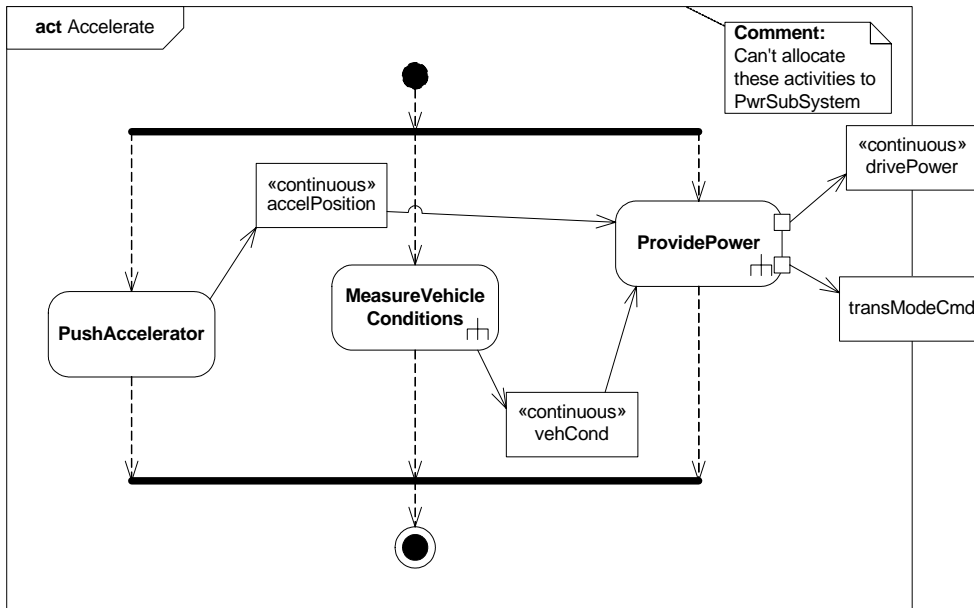 act Accelerate
Comment:
Can't allocate
these activities to
PwrSubSystem
«continuous»
drivePower
«continuous»
accelPosition
ProvidePower
MeasureVehicle
Conditions
transModeCmd
PushAccelerator
«continuous»
vehCond